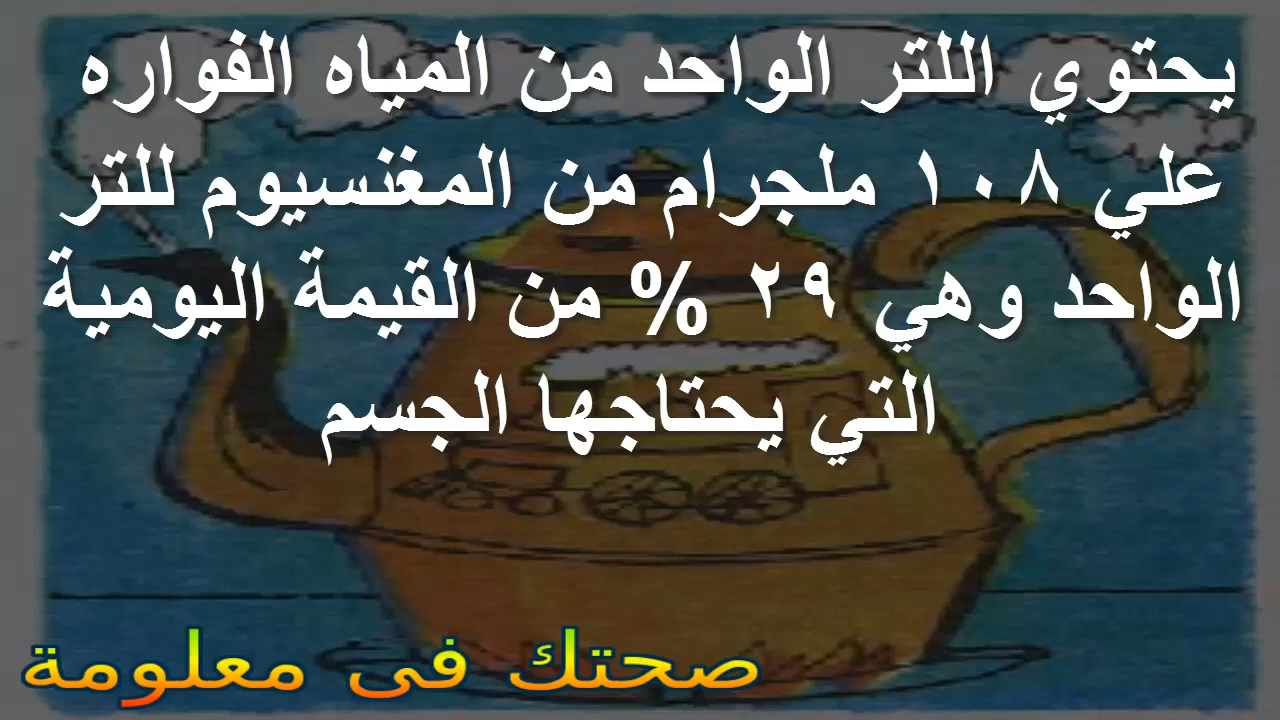 يحتوي اللتر الواحد من المياه الفواره
علي ١٠٨ ملجرام من المغنسيوم للتر
الواحد وهي ٢٩ % من القيمة اليومية
التي يحتاجها الجسم
صحتك فى معلومة